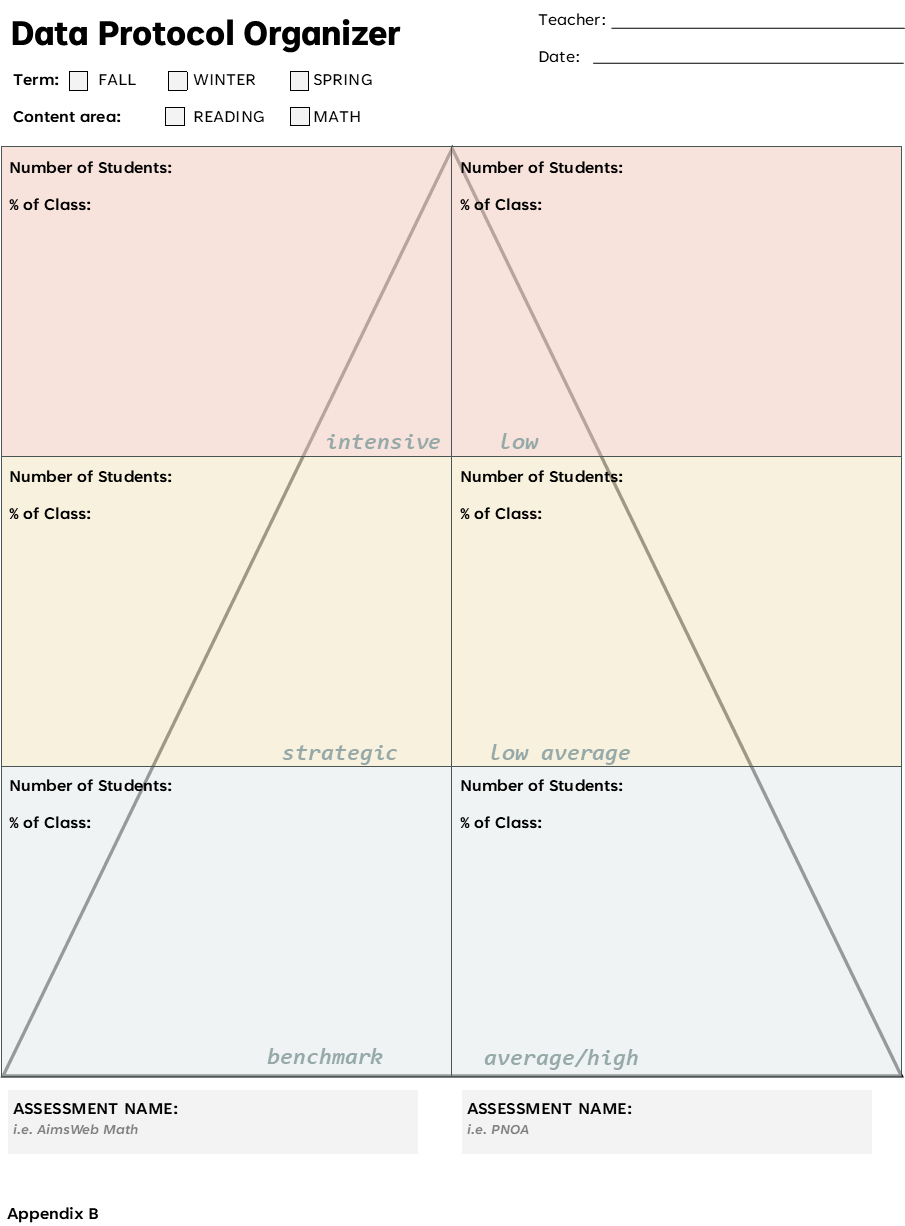 Data Protocol Organizer
Teacher:
Date:
Term: FALL WINTER SPRING
Content area: READING MATH
Number of Students:
% of Class:
intensive
Number of Students:
% of Class:
low
Number of Students:
% of Class:
strategic
Number of Students:
% of Class:
low average
Number of Students:
% of Class:
benchmark
Number of Students:
% of Class:
average/high
ASSESSMENT NAME:
i.e. AimsWeb Math
ASSESSMENT NAME:
i.e. PNOA
Appendix B